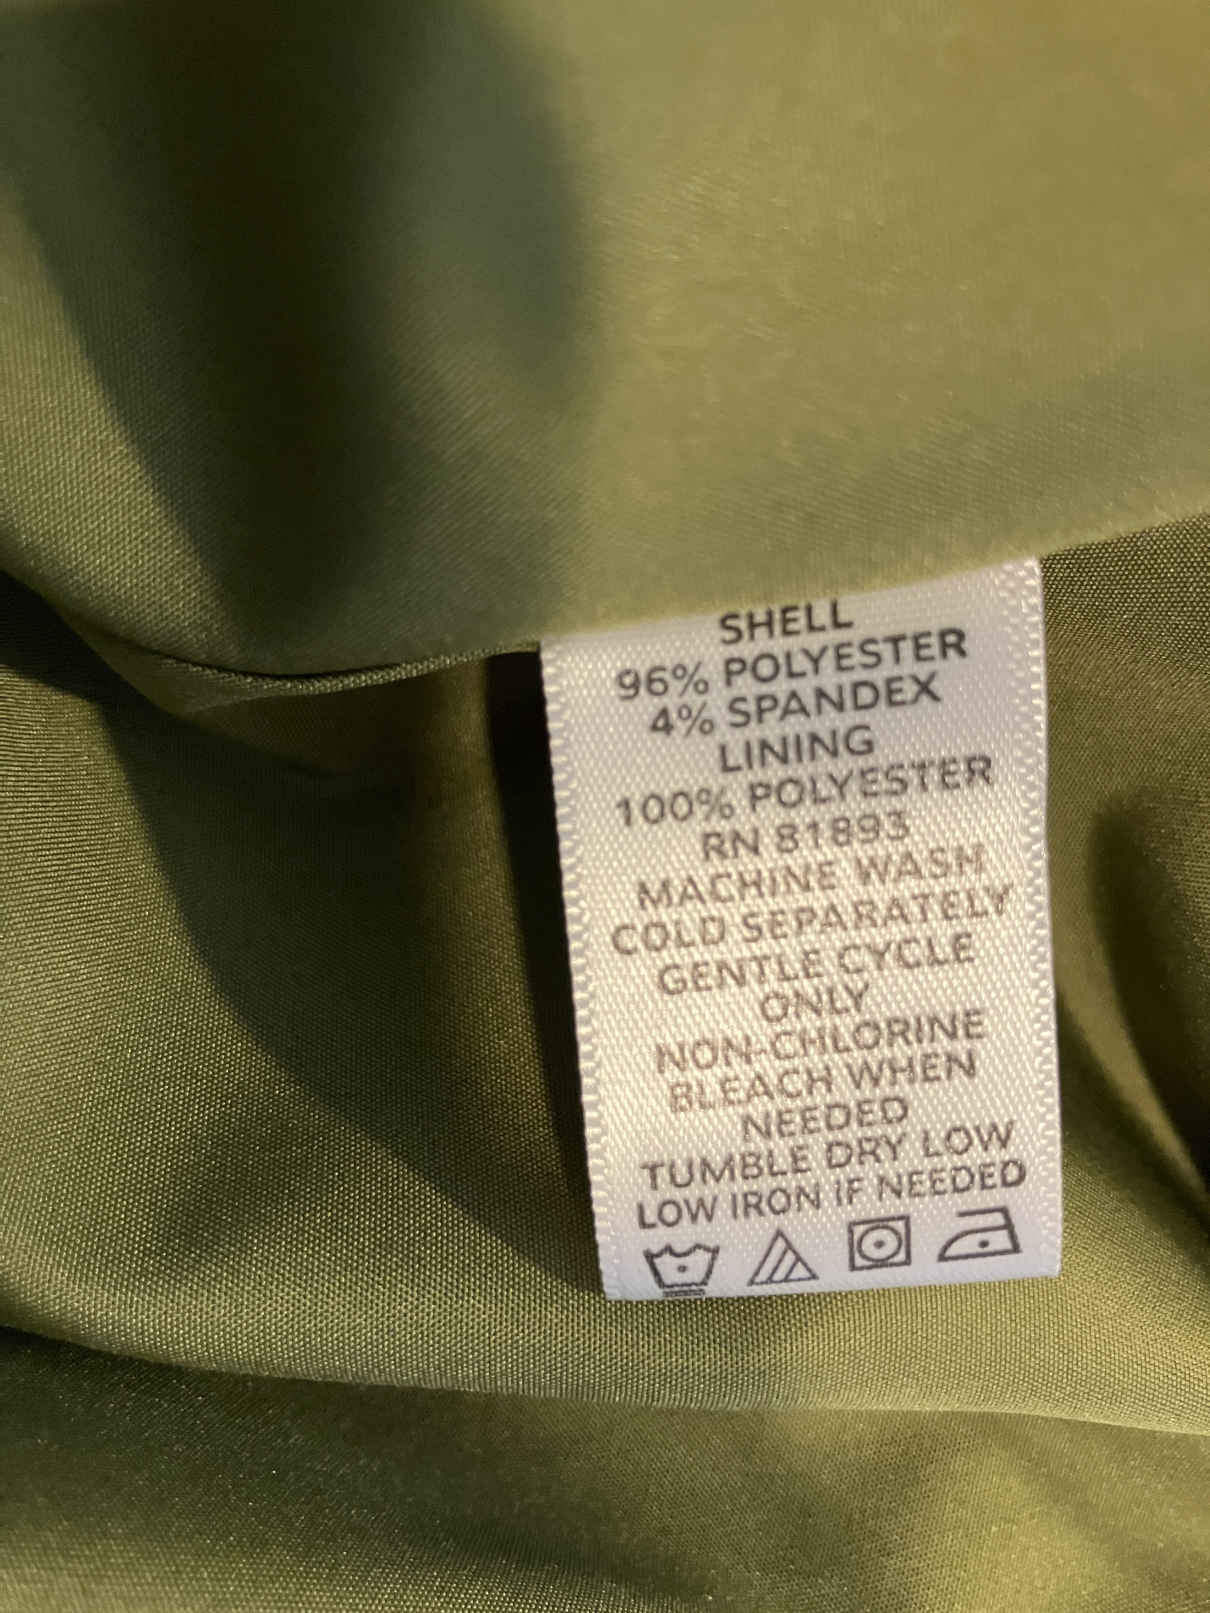 SHELL
96% POLYESTER
4% SPANDEX
LINING
100% POLYESTER
RN 81893
MACHINE WASH
COLD SEPARATELY
GENTLE CYCLE
ONLY
NON-CHLORINE
BLEACH WHEN
NEEDED
TUMBLE DRY LOW
LOW IRON IF NEEDED